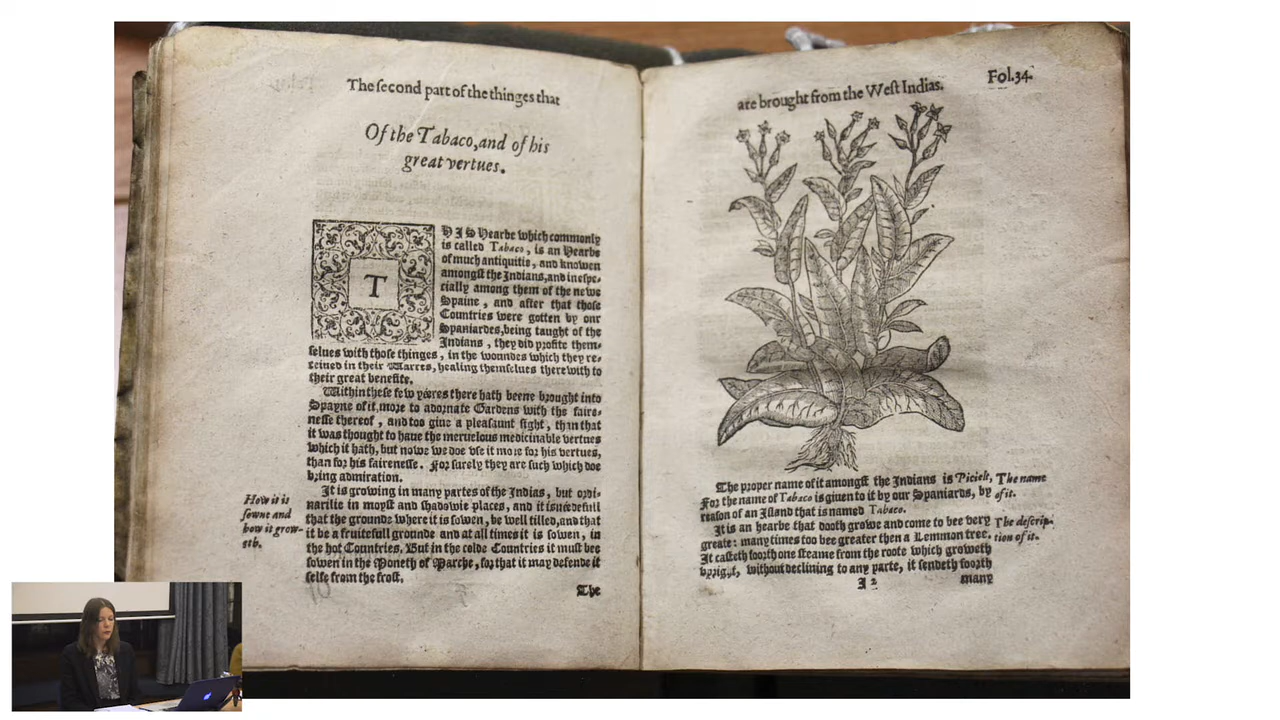 The second part of the thinges that
Of the Tabaco, and of his
great vertues.
T
HIS Hearbe which commonly
is called Tabaco, is an Hearbe
of much antiquitie, and knowen
amongst the Indians, and in espe-
cially among them of the newe
Spaine, and after that those
Countries were gotten by our
Spaniardes, being taught of the
Indians, they did profite them-
selues with those thinges, in the woundes which they re-
ceiued in their Warres, healing themselues therewith to
their great benefite.
Within these few yeeres there hath beene brought into
Spayne of it, more to adornate Gardens with the faire-
nesse thereof, and too giue a pleasaunt sight, than that
it was thought to haue the meruelous medicinable vertues
which it hath, but nowe we doe vse it more for his vertues,
than for his fairenesse. For surely they are such which doe
bring admiration.
It is growing in many partes of the Indias, but ordi-
narilie in moyst and shadowie places, and it is needefull
that the grounde where it is sowen, be well tilled, and that
it be a fruitefull grounde and at all times it is sowen, in
the hot Countries. But in the colde Countries it must bee
sowen in the Moneth of Marche, for that it may defende it
selfe from the frost.
How it is
sowne and
how it grow-
eth.
The
are brought from the West Indias.
Fol.34.
The proper name of it amongst the Indians is Picielt,
For the name of Tabaco is giuen to it by our Spaniards, by
reason of an Island that is named Tabaco.
It is an hearbe that dooth growe and come to bee very
greate: many times too bee greater then a Lemmon tree.
It casteth foorth one steame from the roote which groweth
vpright, without declining to any parte, it sendeth foorth
The name
of it.
The descrip-
tion of it.
I 2
many